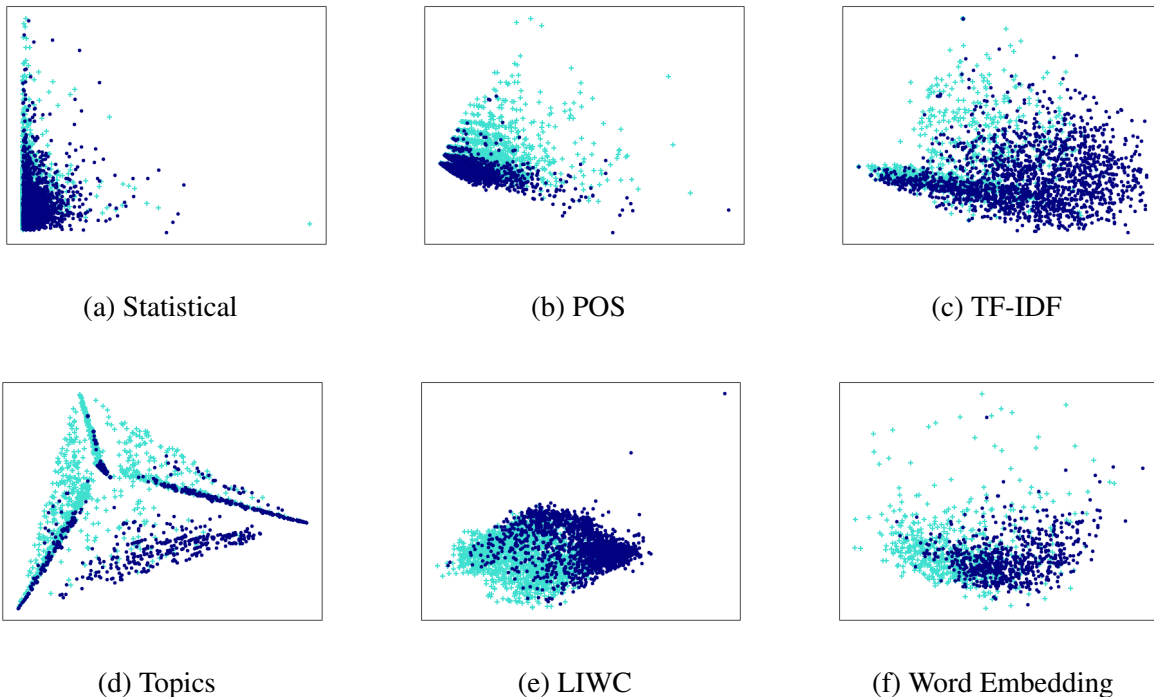 (a) Statistical
(b) POS
(c) TF-IDF
(d) Topics
(e) LIWC
(f) Word Embedding